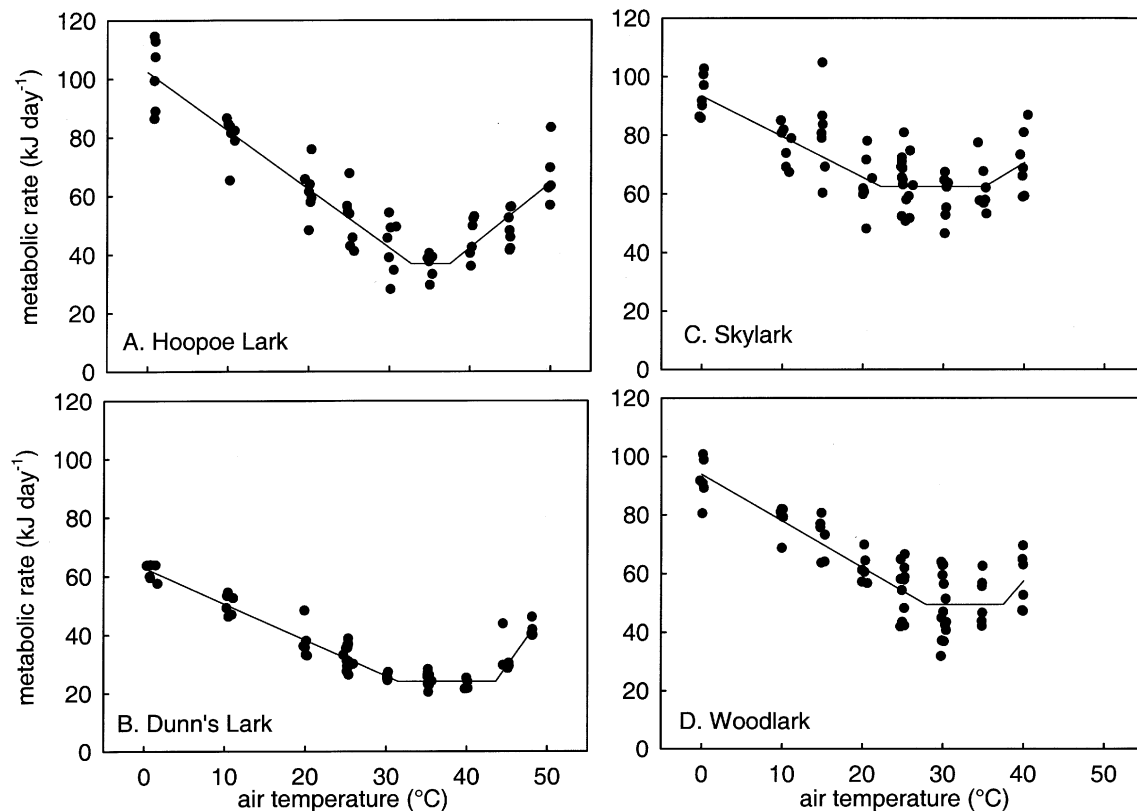 120
100
80
60
40
20
0
metabolic rate (kJ day-1)
A. Hoopoe Lark
120
100
80
60
40
20
0
C. Skylark
120
100
80
60
40
20
0
metabolic rate (kJ day-1)
B. Dunn's Lark
0 10 20 30 40 50
air temperature (°C)
120
100
80
60
40
20
0
D. Woodlark
0 10 20 30 40 50
air temperature (°C)